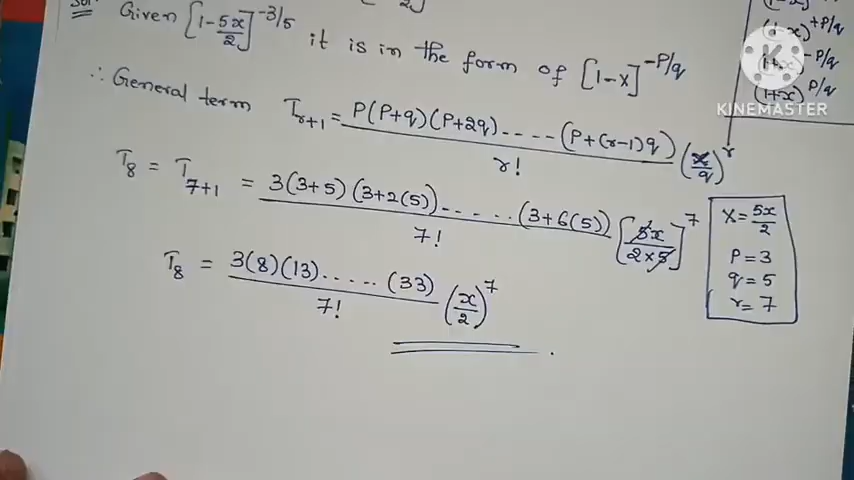 Given [1-5x/2]^-3/5 it is in the form of [1-X]^-P/q
∴ General term T_r+1 = P(P+q)(P+2q).....(P+(r-1)q)/r! (x/q)^r
T_8 = T_7+1 = 3(3+5)(3+2(5))......(3+6(5))/7! [5x/2×5]^7
T_8 = 3(8)(13).....(33)/7! (x/2)^7
X=5x/2
P=3
q=5
r=7
(1-x)^+P/q
(1+x)^-P/q
(1+x)^P/q
KINEMASTER